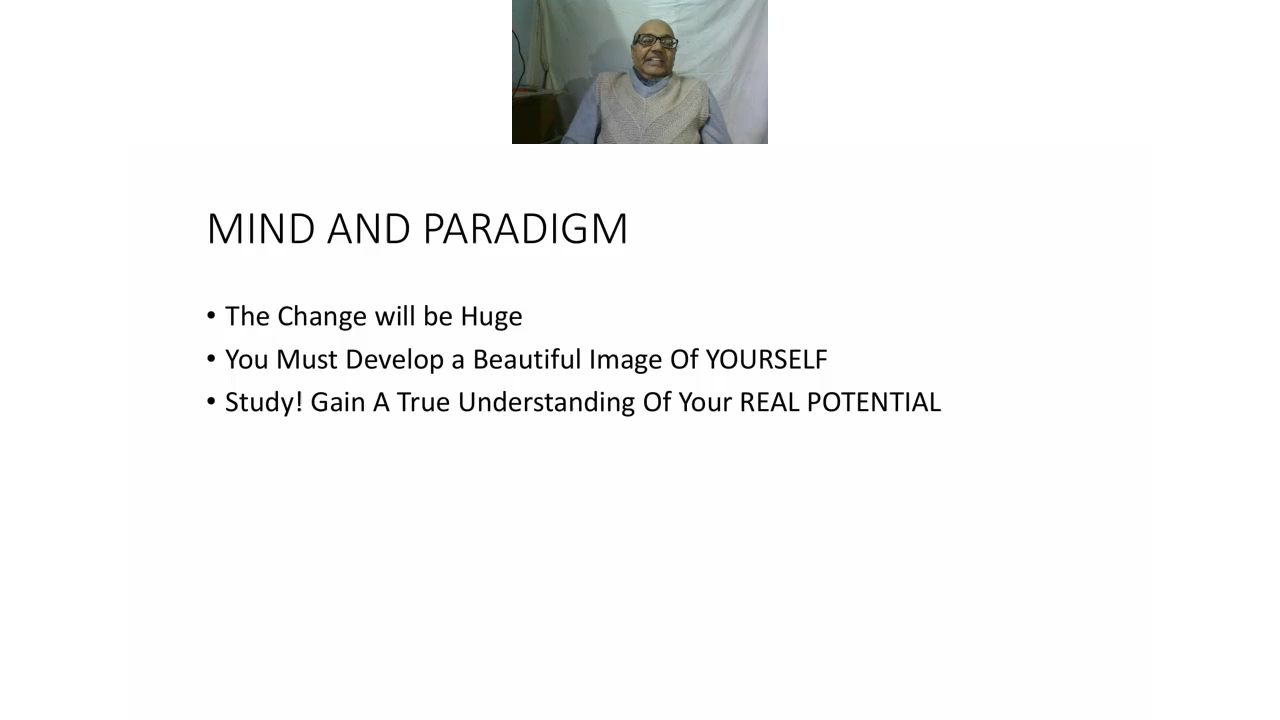 MIND AND PARADIGM
• The Change will be Huge
• You Must Develop a Beautiful Image Of YOURSELF
• Study! Gain A True Understanding Of Your REAL POTENTIAL